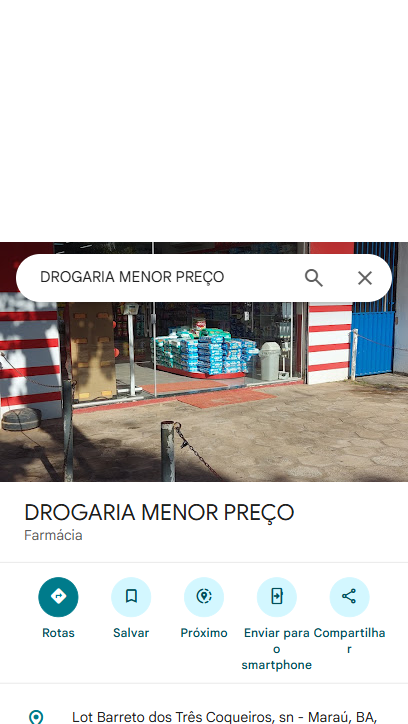 DROGARIA MENOR PREÇO
DROGARIA MENOR PREÇO
Farmácia
Rotas
Salvar
Próximo
Enviar para o smartphone
Compartilhar
Lot Barreto dos Três Coqueiros, sn - Maraú, BA,